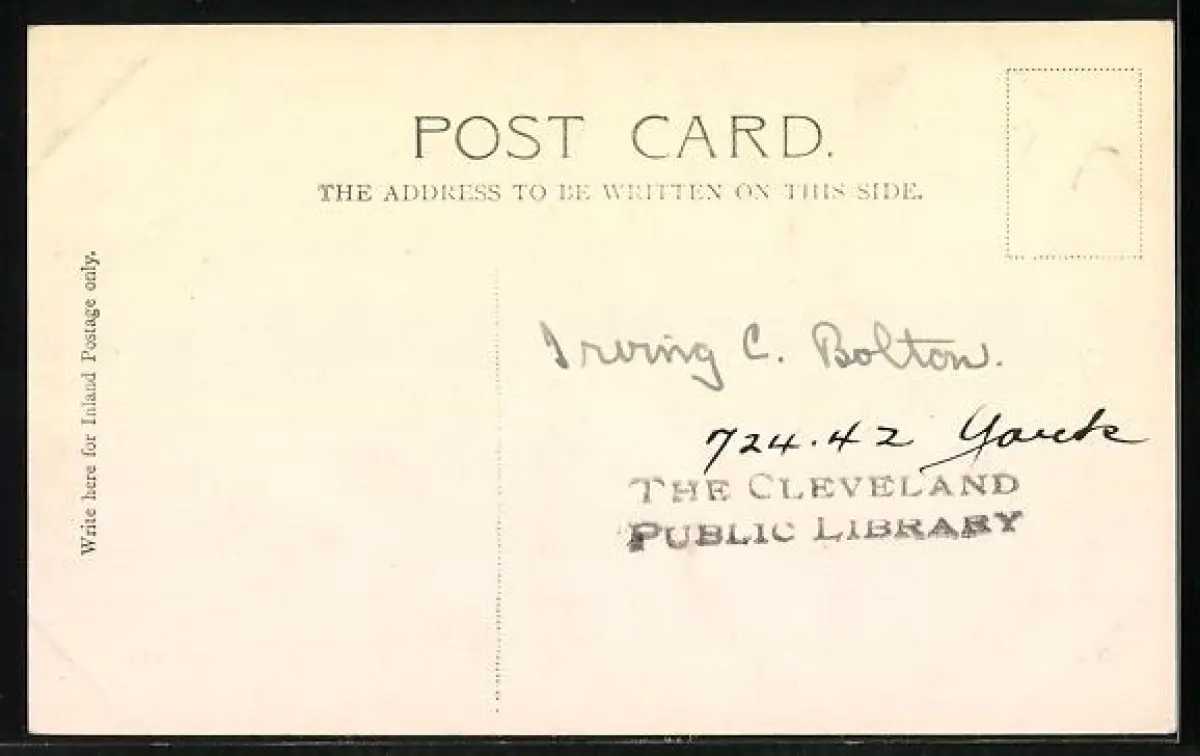 POST CARD.
THE ADDRESS TO BE WRITTEN ON THIS SIDE.
Write here for Inland Postage only.
Irving C. Bolton.
724.42
THE CLEVELAND
PUBLIC LIBRARY